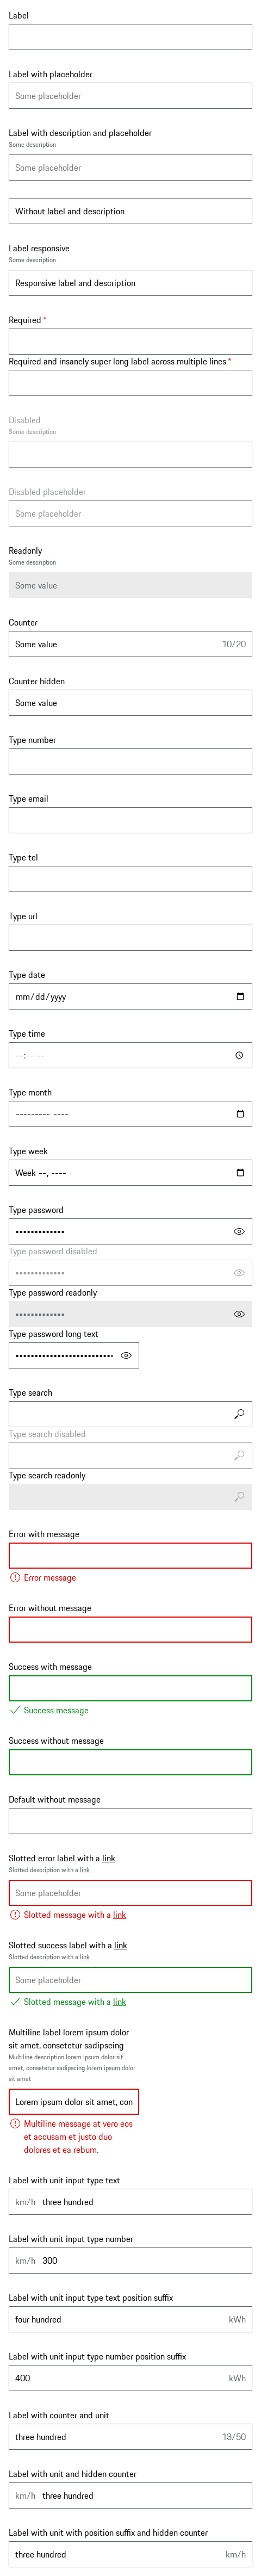 Label
Label with placeholder
Some placeholder
Label with description and placeholder
Some description
Some placeholder
Without label and description
Label responsive
Some description
Responsive label and description
Required *
Required and insanely super long label across multiple lines *
Disabled
Some description
Disabled placeholder
Some placeholder
Readonly
Some description
Some value
Counter
Some value 10/20
Counter hidden
Some value
Type number
Type email
Type tel
Type url
Type date
mm/dd/yyyy
Type time
--:-- --
Type month
--------- ----
Type week
Week --, ----
Type password
Type password disabled
Type password readonly
Type password long text
Type search
Type search disabled
Type search readonly
Error with message
Error message
Error without message
Success with message
Success message
Success without message
Default without message
Slotted error label with a link
Slotted description with a link
Some placeholder
Slotted message with a link
Slotted success label with a link
Slotted description with a link
Some placeholder
Slotted message with a link
Multiline label lorem ipsum dolor
sit amet, consetetur sadipscing
Multiline description lorem ipsum dolor sit
amet, consetetur sadipscing lorem ipsum dolor
sit amet
Lorem ipsum dolor sit amet, con
Multiline message at vero eos
et accusam et justo duo
dolores et ea rebum.
Label with unit input type text
km/h three hundred
Label with unit input type number
km/h 300
Label with unit input type text position suffix
four hundred kWh
Label with unit input type number position suffix
400 kWh
Label with counter and unit
three hundred 13/50
Label with unit and hidden counter
km/h three hundred
Label with unit with position suffix and hidden counter
three hundred km/h